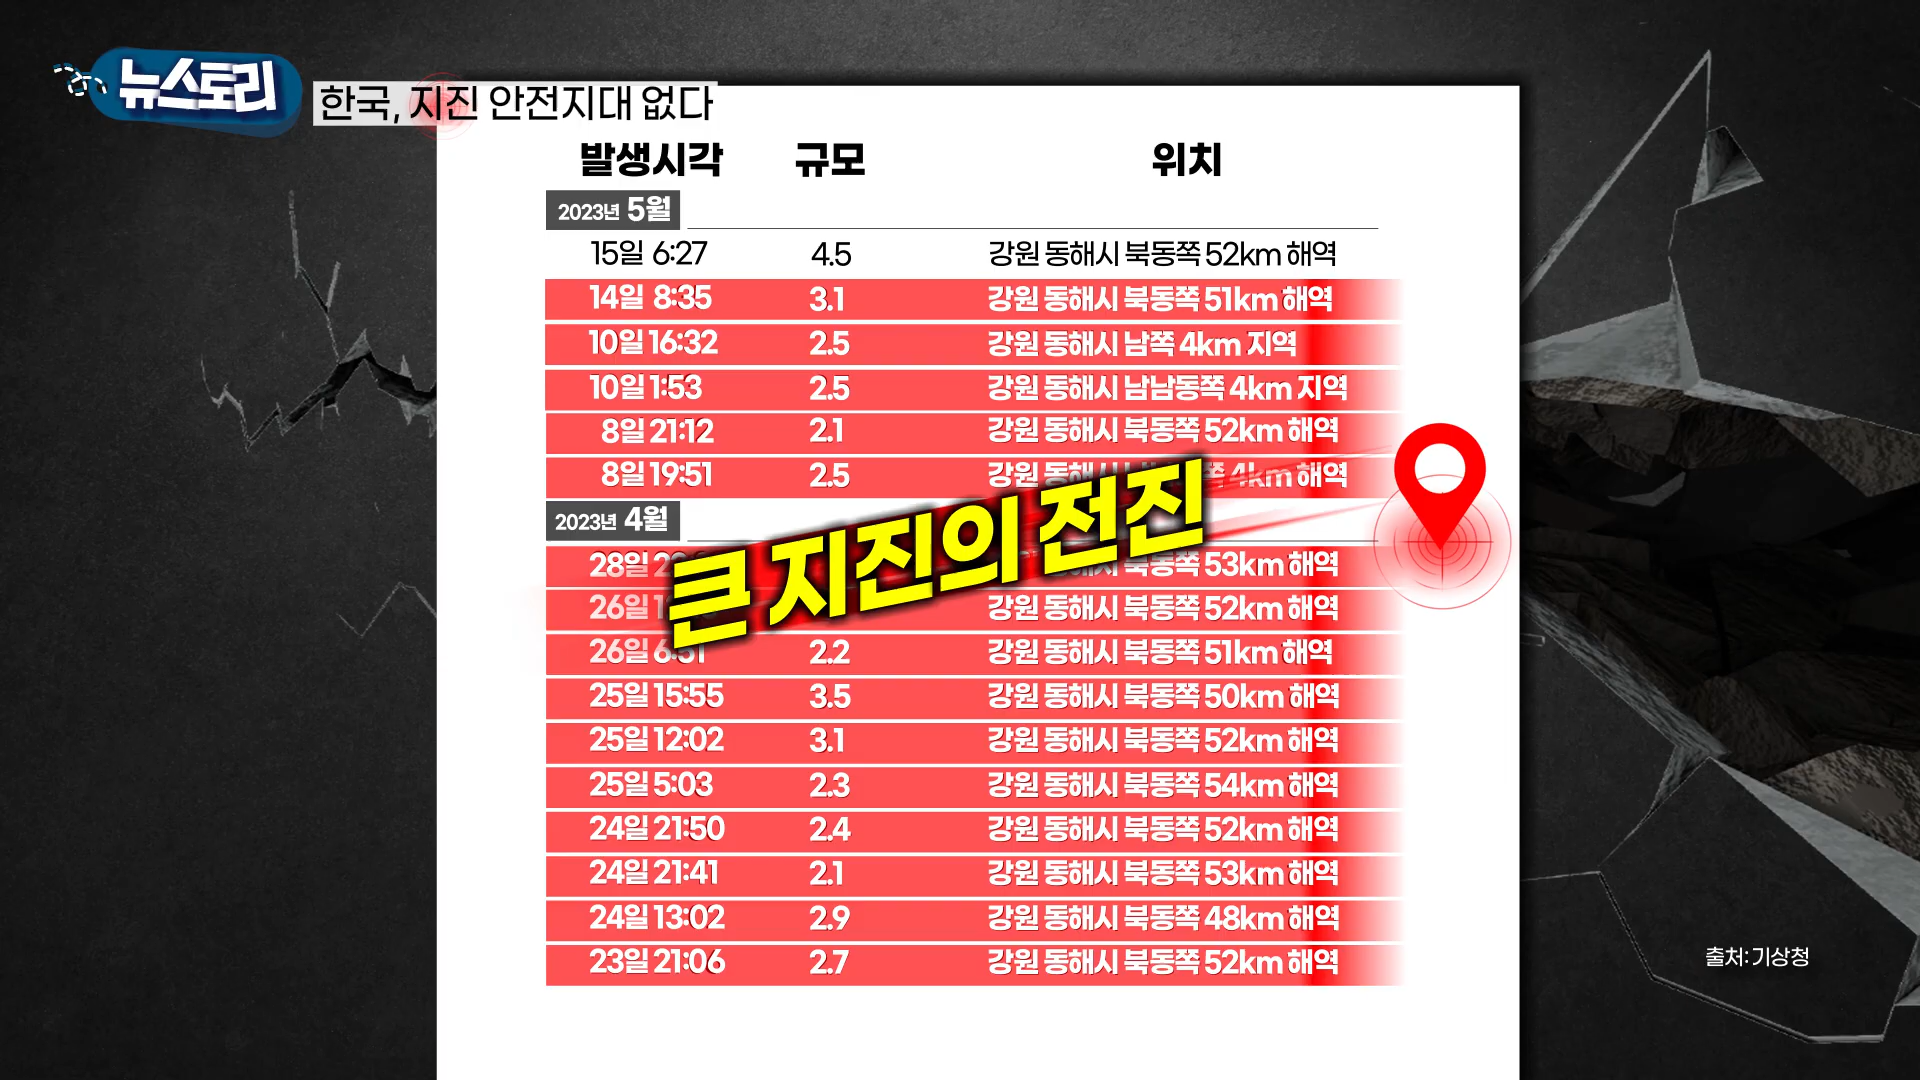 뉴스토리
한국, 지진 안전지대 없다
발생시각 규모 위치
2023년 5월
15일 6:27 4.5 강원 동해시 북동쪽 52km 해역
14일 8:35 3.1 강원 동해시 북동쪽 51km 해역
10일 16:32 2.5 강원 동해시 남쪽 4km 지역
10일 1:53 2.5 강원 동해시 남남동쪽 4km 지역
8일 21:12 2.1 강원 동해시 북동쪽 52km 해역
8일 19:51 2.5 강원 동해시 4km 해역
큰 지진의 전진
2023년 4월
28일 북동쪽 53km 해역
26일 강원 동해시 북동쪽 52km 해역
26일 6:51 2.2 강원 동해시 북동쪽 51km 해역
25일 15:55 3.5 강원 동해시 북동쪽 50km 해역
25일 12:02 3.1 강원 동해시 북동쪽 52km 해역
25일 5:03 2.3 강원 동해시 북동쪽 54km 해역
24일 21:50 2.4 강원 동해시 북동쪽 52km 해역
24일 21:41 2.1 강원 동해시 북동쪽 53km 해역
24일 13:02 2.9 강원 동해시 북동쪽 48km 해역
23일 21:06 2.7 강원 동해시 북동쪽 52km 해역
출처:기상청